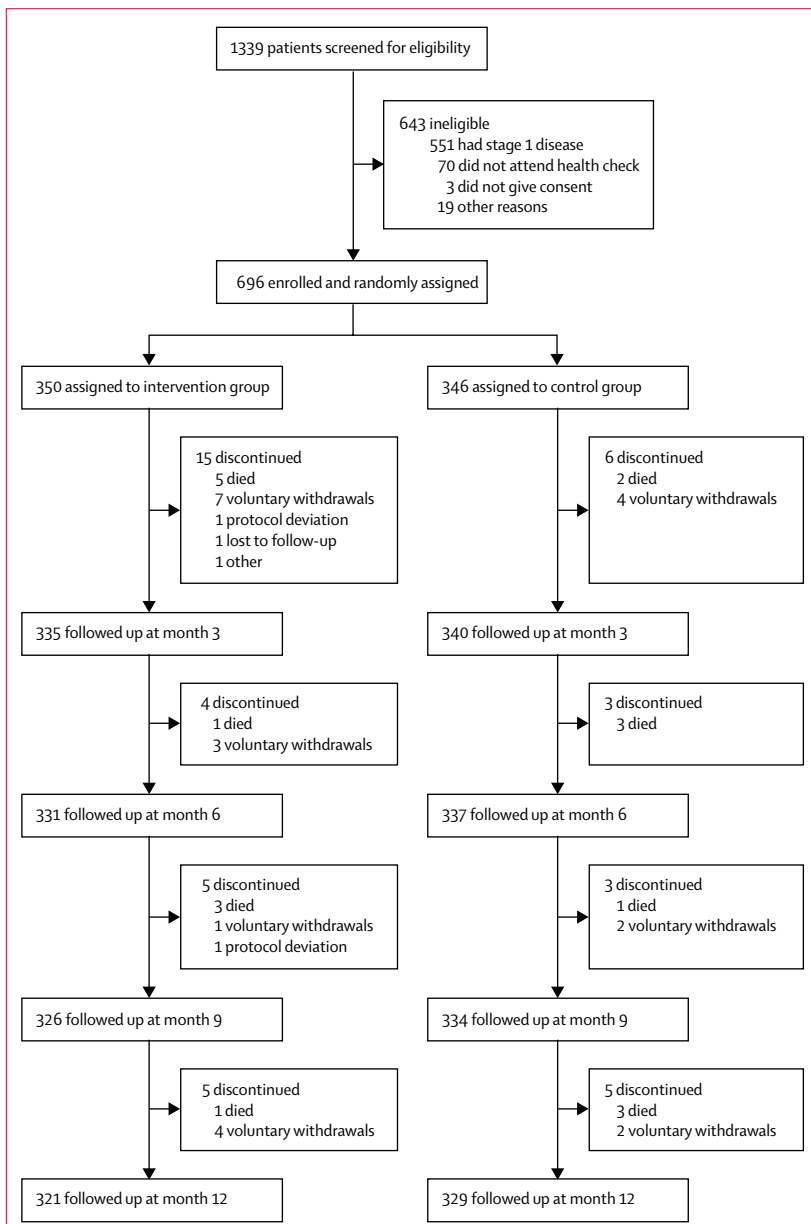 1339 patients screened for eligibility
643 ineligible
551 had stage 1 disease
70 did not attend health check
3 did not give consent
19 other reasons
696 enrolled and randomly assigned
350 assigned to intervention group
346 assigned to control group
15 discontinued
5 died
7 voluntary withdrawals
1 protocol deviation
1 lost to follow-up
1 other
6 discontinued
2 died
4 voluntary withdrawals
335 followed up at month 3
340 followed up at month 3
4 discontinued
1 died
3 voluntary withdrawals
3 discontinued
3 died
331 followed up at month 6
337 followed up at month 6
5 discontinued
3 died
1 voluntary withdrawals
1 protocol deviation
3 discontinued
1 died
2 voluntary withdrawals
326 followed up at month 9
334 followed up at month 9
5 discontinued
1 died
4 voluntary withdrawals
5 discontinued
3 died
2 voluntary withdrawals
321 followed up at month 12
329 followed up at month 12